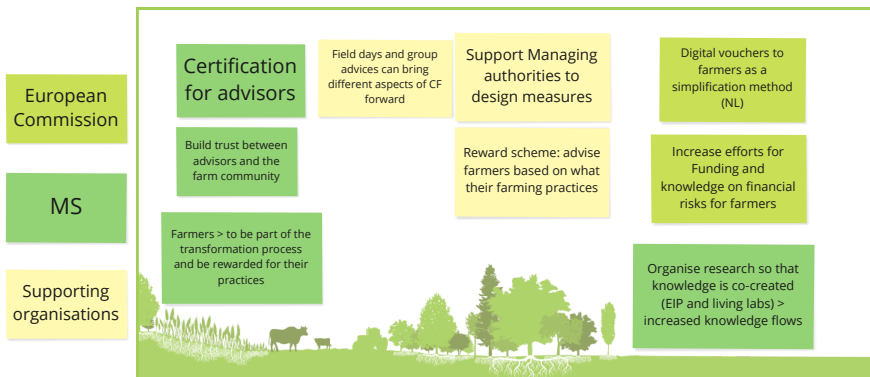 European
Commission
MS
Supporting
organisations
Certification
for advisors
Build trust between
advisors and the
farm community
Farmers > to be part of the
transformation process
and be rewarded for their
practices
Field days and group
advices can bring
different aspects of CF
forward
Support Managing
authorities to
design measures
Reward scheme: advise
farmers based on what
their farming practices
Digital vouchers to
farmers as a
simplification method
(NL)
Increase efforts for
Funding and
knowledge on financial
risks for farmers
Organise research so that
knowledge is co-created
(EIP and living labs) >
increased knowledge flows